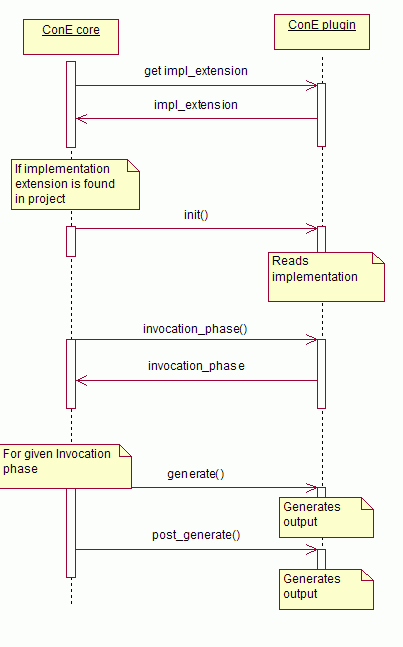 ConE core
ConE plugin
get impl_extension
impl_extension
If implementation
extension is found
in project
init()
Reads
implementation
invocation_phase()
invocation_phase
For given Invocation
phase
generate()
Generates
output
post_generate()
Generates
output